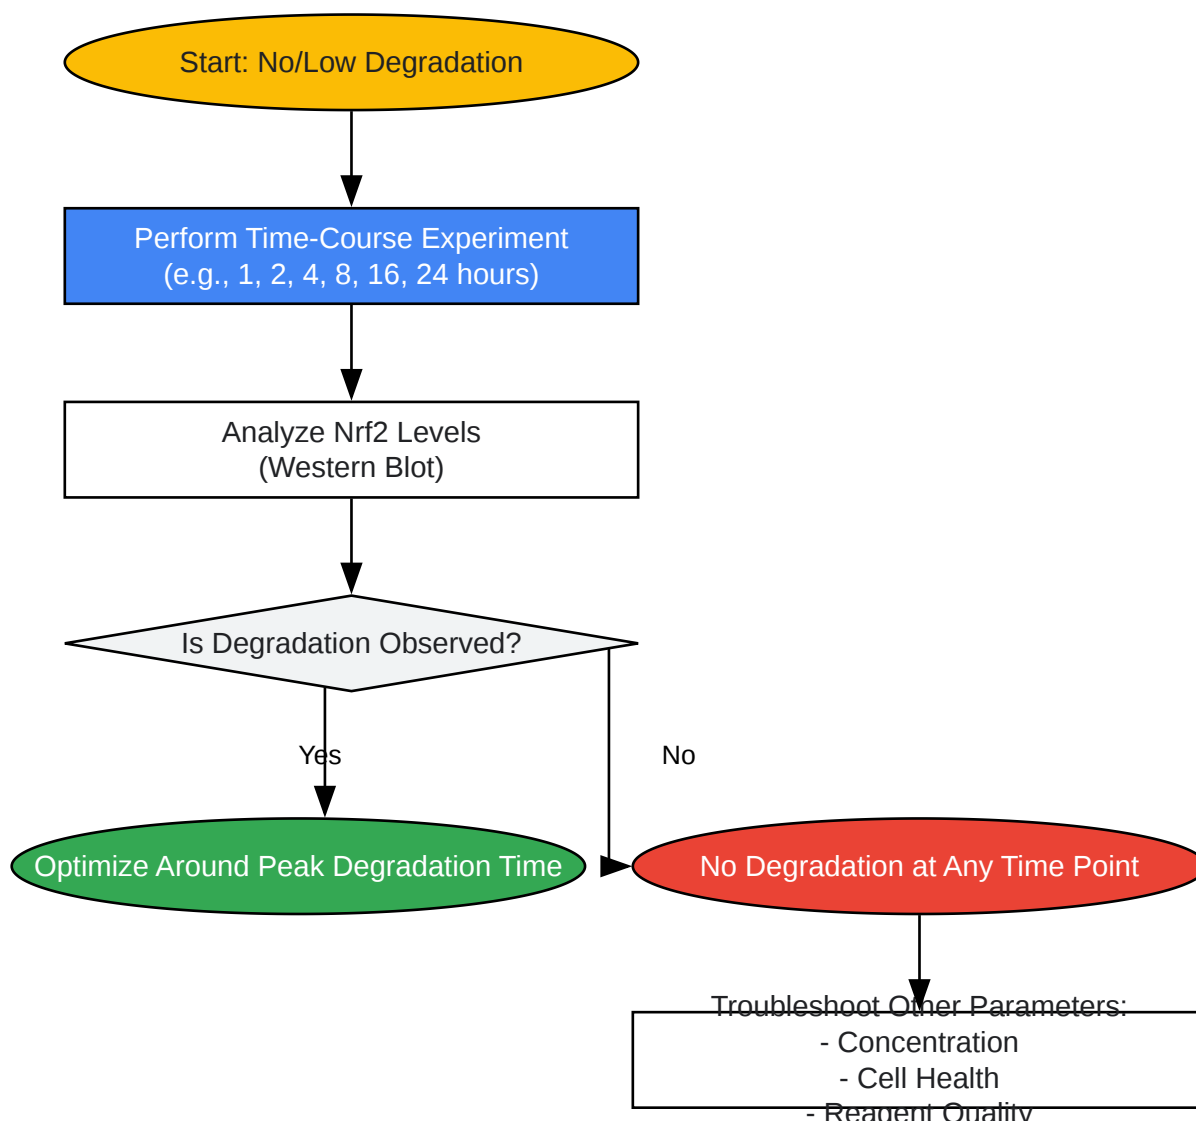 Start: No/Low Degradation
Perform Time-Course Experiment
(e.g., 1, 2, 4, 8, 16, 24 hours)
Analyze Nrf2 Levels
(Western Blot)
Is Degradation Observed?
Yes
No
Optimize Around Peak Degradation Time
No Degradation at Any Time Point
Troubleshoot Other Parameters:
- Concentration
- Cell Health
- Reagent Quality